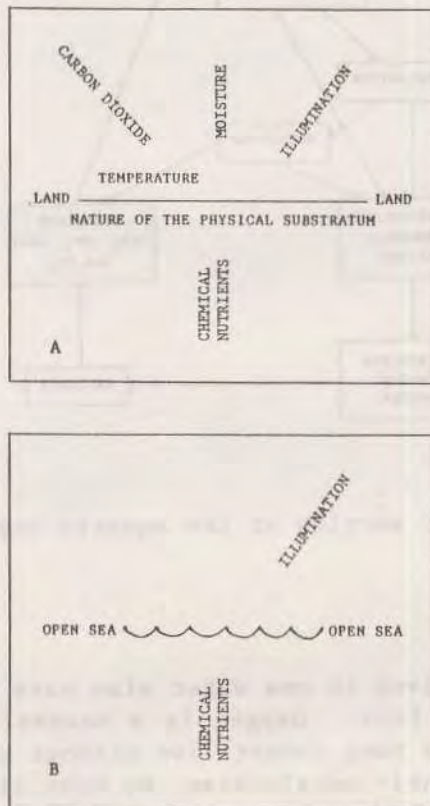 CARBON DIOXIDE
MOISTURE
ILLUMINATION
TEMPERATURE
LAND LAND
NATURE OF THE PHYSICAL SUBSTRATUM
CHEMICAL
NUTRIENTS
A
ILLUMINATION
OPEN SEA OPEN SEA
CHEMICAL
NUTRIENTS
B